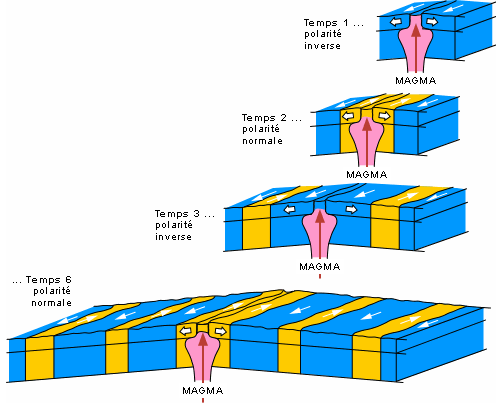 Temps 1 ...
polarité
inverse
MAGMA
Temps 2 ...
polarité
normale
MAGMA
Temps 3 ...
polarité
inverse
MAGMA
... Temps 6
polarité
normale
MAGMA